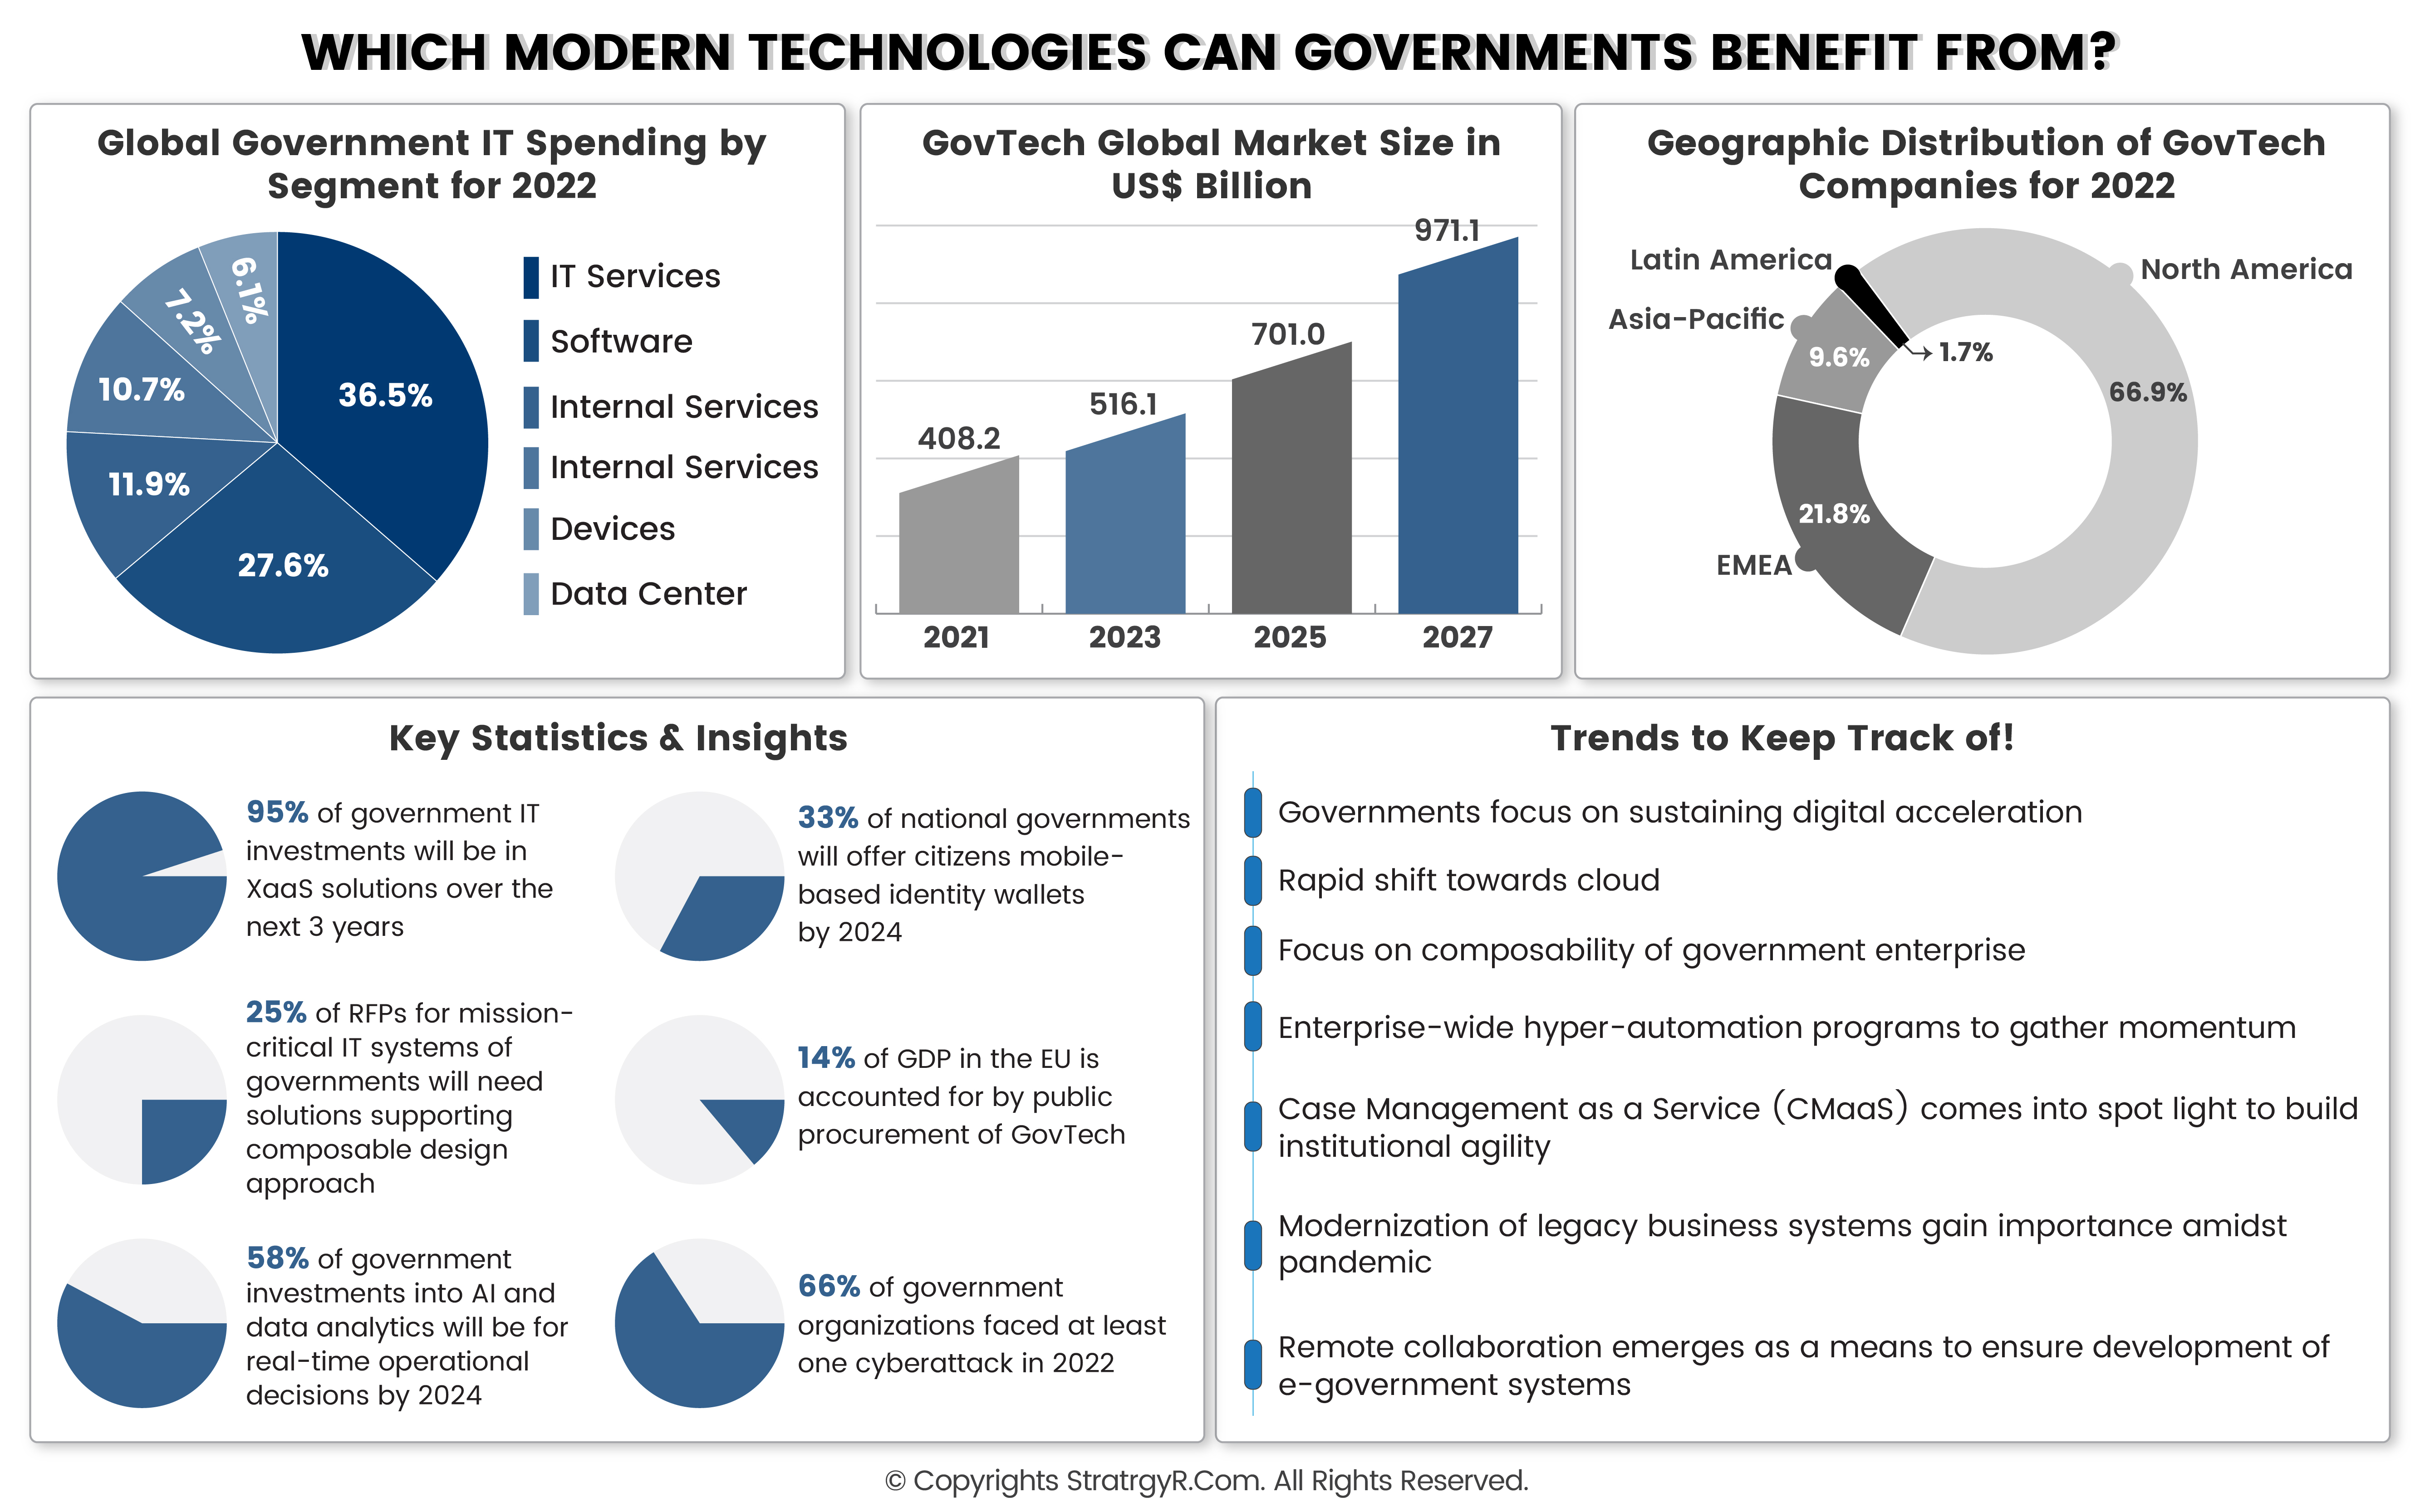 WHICH MODERN TECHNOLOGIES CAN GOVERNMENTS BENEFIT FROM?
Global Government IT Spending by
Segment for 2022
36.5%
27.6%
11.9%
10.7%
7.2%
6.1%
IT Services
Software
Internal Services
Internal Services
Devices
Data Center
GovTech Global Market Size in
US$ Billion
408.2
516.1
701.0
971.1
2021
2023
2025
2027
Geographic Distribution of GovTech
Companies for 2022
Latin America
North America
Asia-Pacific
9.6%
1.7%
66.9%
21.8%
EMEA
Key Statistics & Insights
95% of government IT
investments will be in
XaaS solutions over the
next 3 years
33% of national governments
will offer citizens mobile-
based identity wallets
by 2024
25% of RFPs for mission-
critical IT systems of
governments will need
solutions supporting
composable design
approach
14% of GDP in the EU is
accounted for by public
procurement of GovTech
58% of government
investments into AI and
data analytics will be for
real-time operational
decisions by 2024
66% of government
organizations faced at least
one cyberattack in 2022
Trends to Keep Track of!
Governments focus on sustaining digital acceleration
Rapid shift towards cloud
Focus on composability of government enterprise
Enterprise-wide hyper-automation programs to gather momentum
Case Management as a Service (CMaaS) comes into spot light to build
institutional agility
Modernization of legacy business systems gain importance amidst
pandemic
Remote collaboration emerges as a means to ensure development of
e-government systems
© Copyrights StratrgyR.Com. All Rights Reserved.